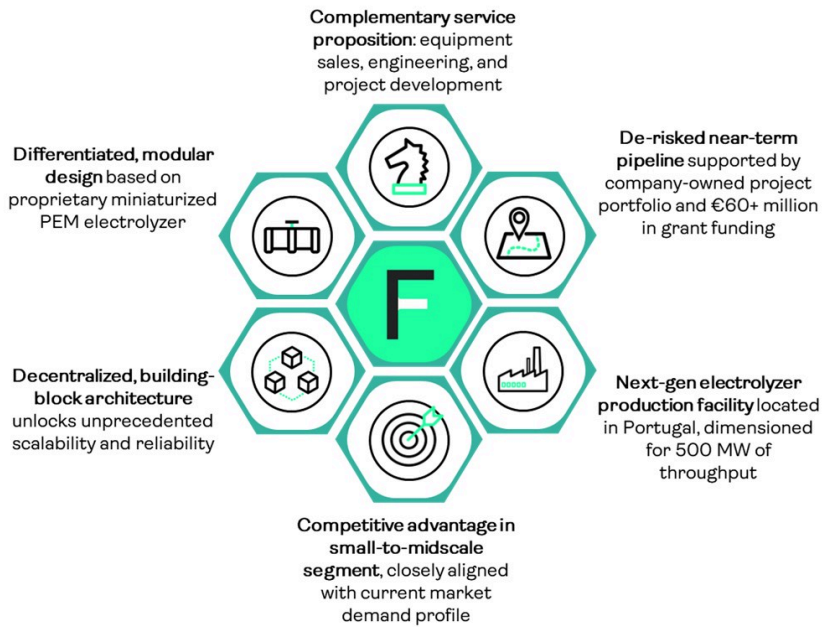 Complementary service
proposition: equipment
sales, engineering, and
project development
Differentiated, modular
design based on
proprietary miniaturized
PEM electrolyzer
De-risked near-term
pipeline supported by
company-owned project
portfolio and €60+ million
in grant funding
F
Decentralized, building-
block architecture
unlocks unprecedented
scalability and reliability
Next-gen electrolyzer
production facility located
in Portugal, dimensioned
for 500 MW of
throughput
Competitive advantage in
small-to-midscale
segment, closely aligned
with current market
demand profile